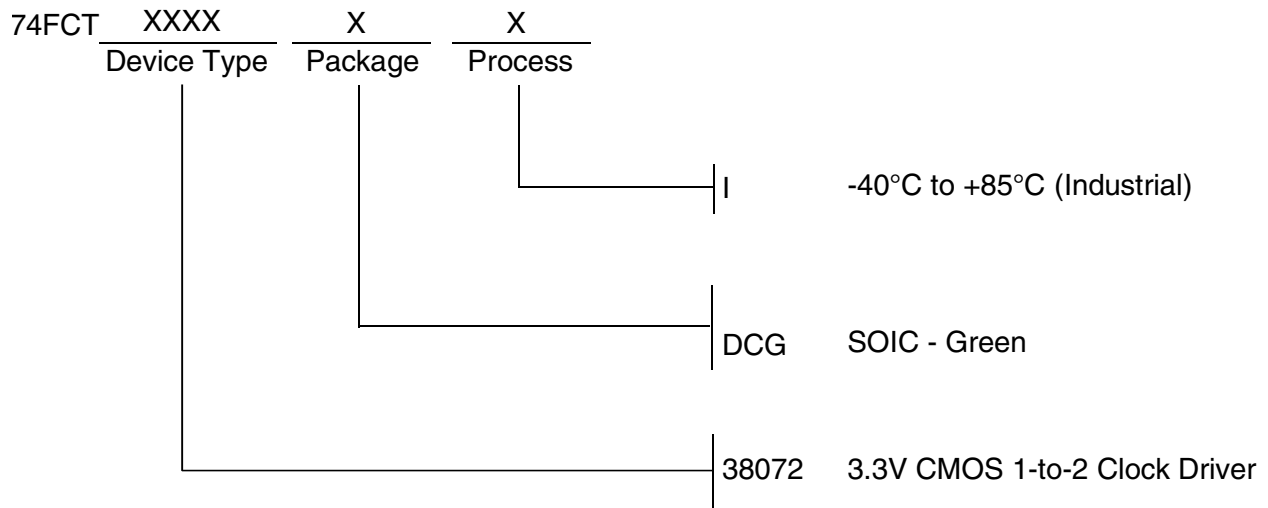 74FCT XXXX X X
Device Type Package Process
I -40°C to +85°C (Industrial)
DCG SOIC - Green
38072 3.3V CMOS 1-to-2 Clock Driver